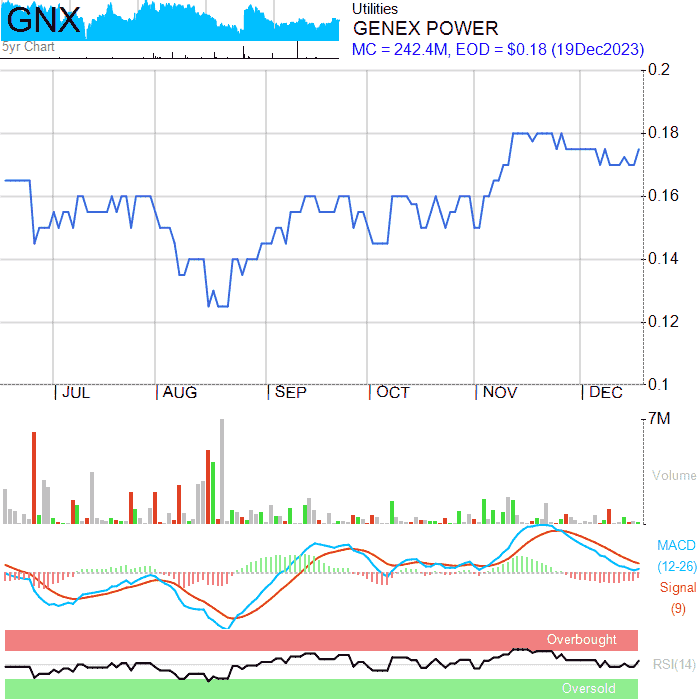 GNX
5yr Chart
Utilities
GENEX POWER
MC = 242.4M, EOD = $0.18 (19Dec2023)
0.2
0.18
0.16
0.14
0.12
0.1
JUL AUG SEP OCT NOV DEC
7M
Volume
MACD
(12-26)
Signal
(9)
Overbought
RSI(14)
Oversold